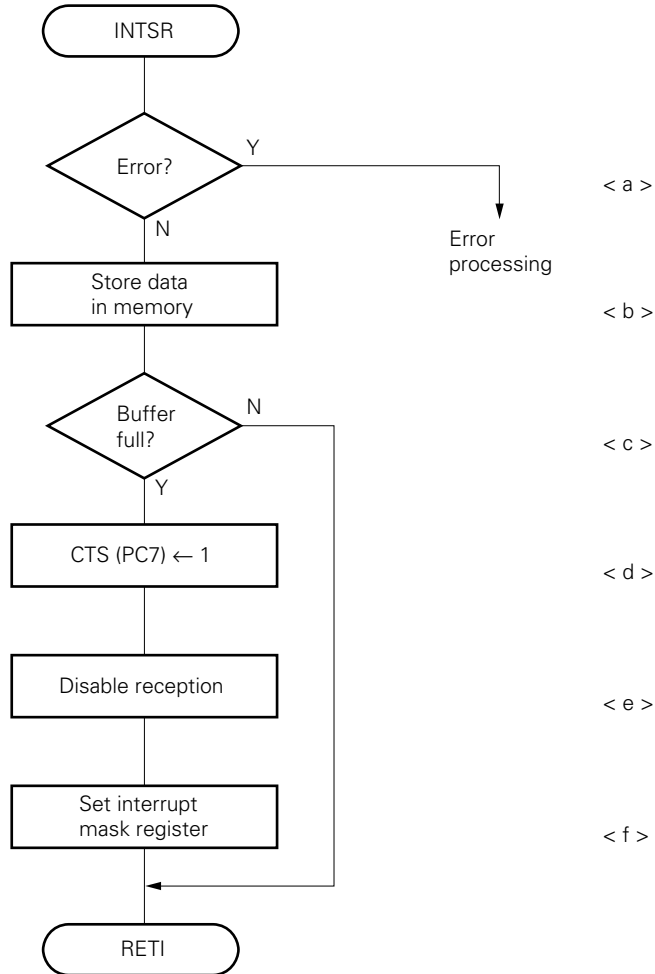 INTSR
Error?
Y
< a >
N
Error
processing
Store data
in memory
< b >
Buffer
full?
N
< c >
Y
CTS (PC7) ← 1
< d >
Disable reception
< e >
Set interrupt
mask register
< f >
RETI